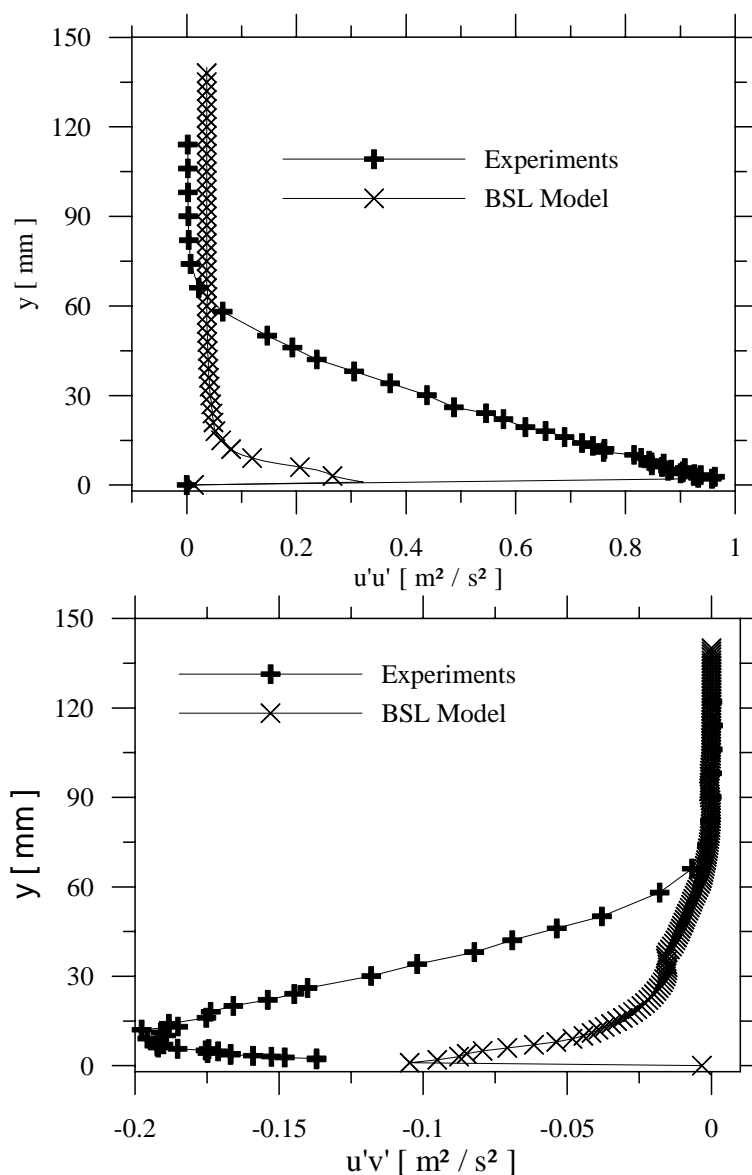 150
120
90
60
30
0
y [ mm ]
Experiments
BSL Model
0 0.2 0.4 0.6 0.8 1
u'u' [ m² / s² ]
150
120
90
60
30
0
y [ mm ]
Experiments
BSL Model
-0.2 -0.15 -0.1 -0.05 0
u'v' [ m² / s² ]